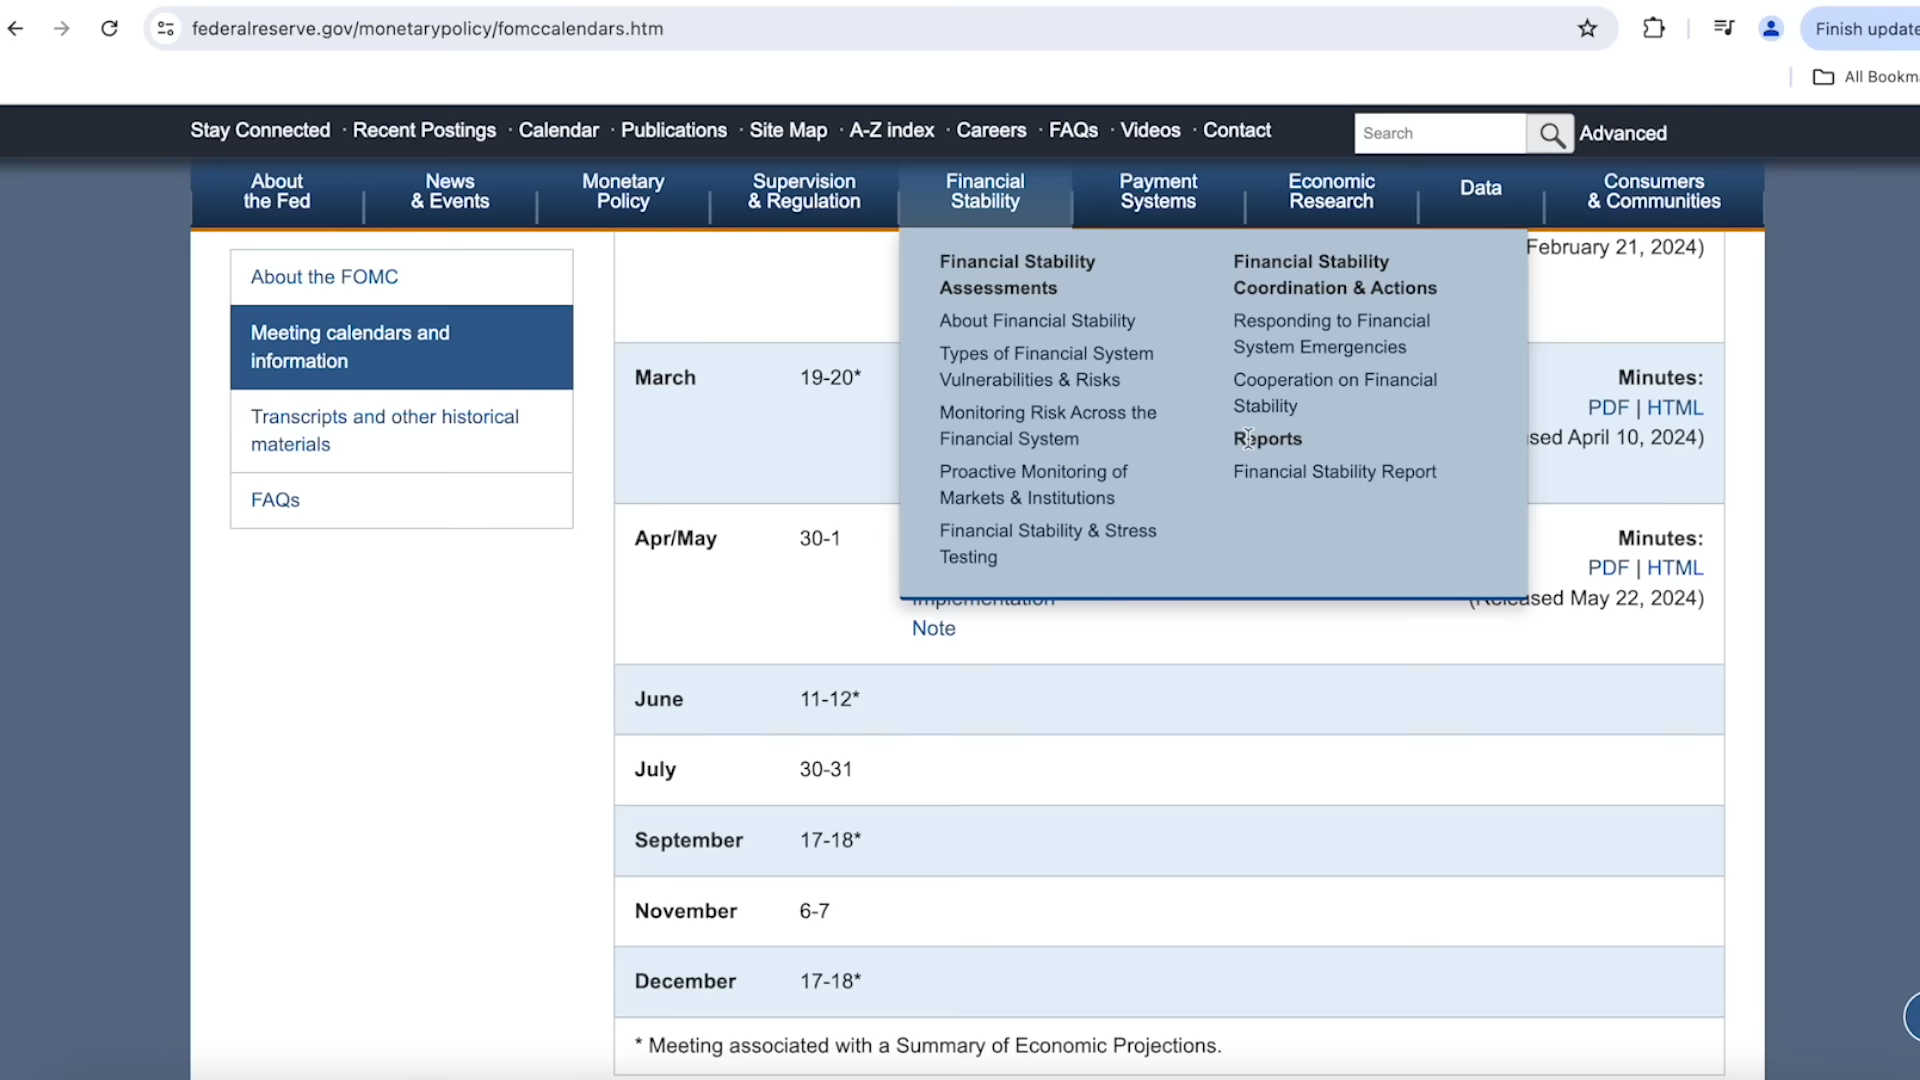 federalreserve.gov/monetarypolicy/fomccalendars.htm
Finish update
All Bookma
Stay Connected · Recent Postings · Calendar · Publications · Site Map · A-Z index · Careers · FAQs · Videos · Contact
Search
Advanced
About
the Fed
News
& Events
Monetary
Policy
Supervision
& Regulation
Financial
Stability
Payment
Systems
Economic
Research
Data
Consumers
& Communities
About the FOMC
Meeting calendars and
information
Transcripts and other historical
materials
FAQs
Financial Stability
Assessments
About Financial Stability
Types of Financial System
Vulnerabilities & Risks
Monitoring Risk Across the
Financial System
Proactive Monitoring of
Markets & Institutions
Financial Stability & Stress
Testing
Financial Stability
Coordination & Actions
Responding to Financial
System Emergencies
Cooperation on Financial
Stability
Reports
Financial Stability Report
February 21, 2024)
March 19-20*
Minutes:
PDF | HTML
sed April 10, 2024)
Apr/May 30-1
Implementation
Note
Minutes:
PDF | HTML
(Released May 22, 2024)
June 11-12*
July 30-31
September 17-18*
November 6-7
December 17-18*
* Meeting associated with a Summary of Economic Projections.